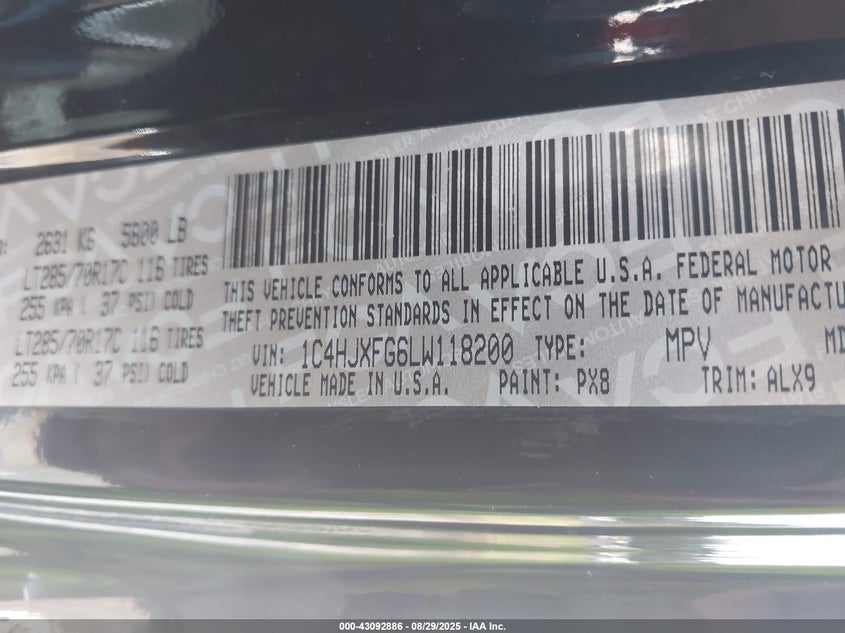 2631 KG 5800 LB
LT285/70R17C 116 TIRES
255 KPA ( 37 PSI) COLD
LT285/70R17C 116 TIRES
255 KPA ( 37 PSI) COLD
THIS VEHICLE CONFORMS TO ALL APPLICABLE U.S.A. FEDERAL MOTOR
THEFT PREVENTION STANDARDS IN EFFECT ON THE DATE OF MANUFACTU
VIN: 1C4HJXFG6LW118200 TYPE: MPV MD
VEHICLE MADE IN U.S.A. PAINT: PX8 TRIM: ALX9
000-43092886 - 08/29/2025 - IAA Inc.